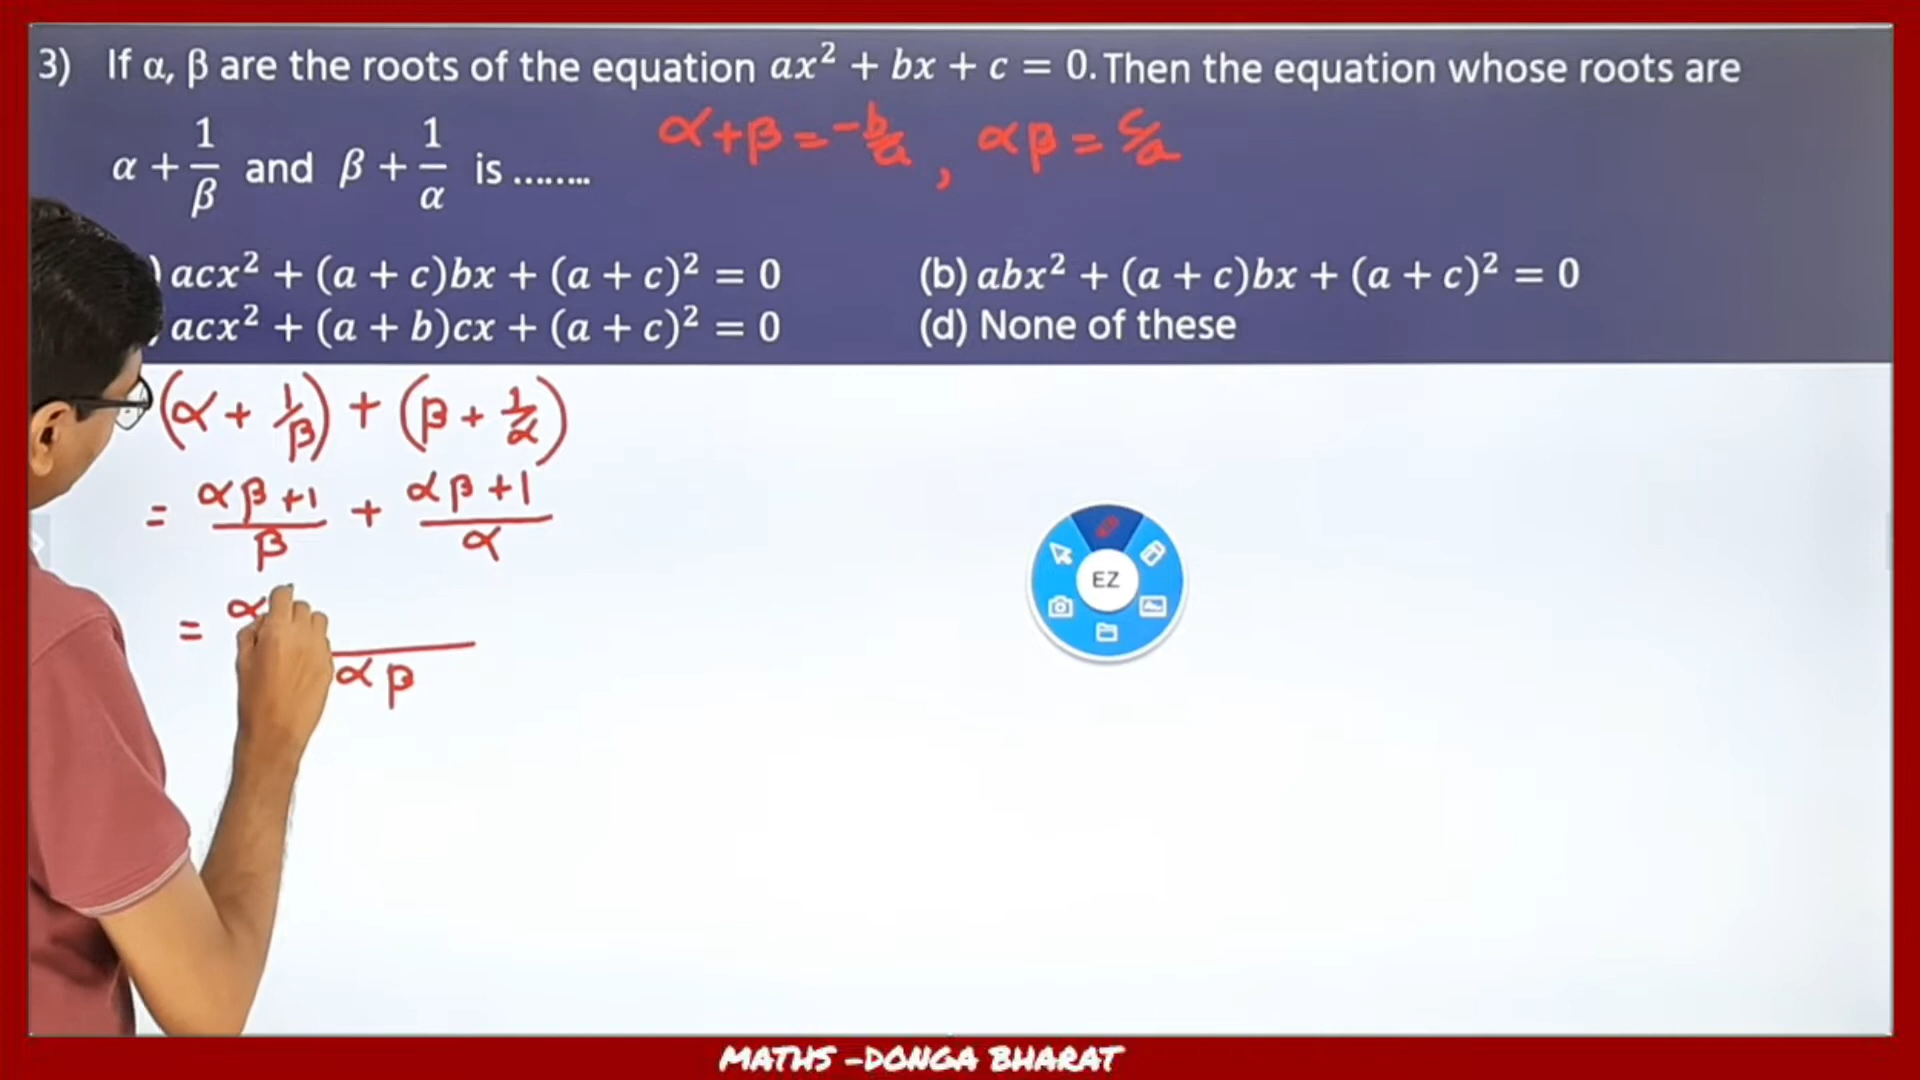 3) If α, β are the roots of the equation ax² + bx + c = 0. Then the equation whose roots are
α + 1/β and β + 1/α is ........
α+β = -b/a , αβ = c/a
) acx² + (a + c)bx + (a + c)² = 0 (b) abx² + (a + c)bx + (a + c)² = 0
) acx² + (a + b)cx + (a + c)² = 0 (d) None of these
(α + 1/β) + (β + 1/α)
= αβ+1/β + αβ+1/α
= α /αβ
EZ
MATHS -DONGA BHARAT